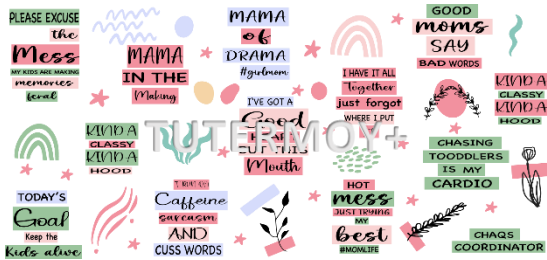 PLEASE EXCUSE
the
Mess
MY KIDS ARE MAKING
memories
feral
MAMA
IN THE
Making
MAMA
OF
DRAMA
#girlmom
I HAVE IT ALL
Together
just forgot
WHERE I PUT
GOOD
moms
SAY
BAD WORDS
KIND A
CLASSY
KIND A
HOOD
KIND A
CLASSY
KIND A
HOOD
I'VE GOT A
Good
BUT THIS
Mouth
TUTERMOY+
CHASING
TOODDLERS
IS MY
CARDIO
TODAY'S
Goal
Keep the
Kids alive
Caffeine
sarcasm
AND
CUSS WORDS
HOT
mess
JUST TRYING
MY
best
#MOMLIFE
CHAOS
COORDINATOR